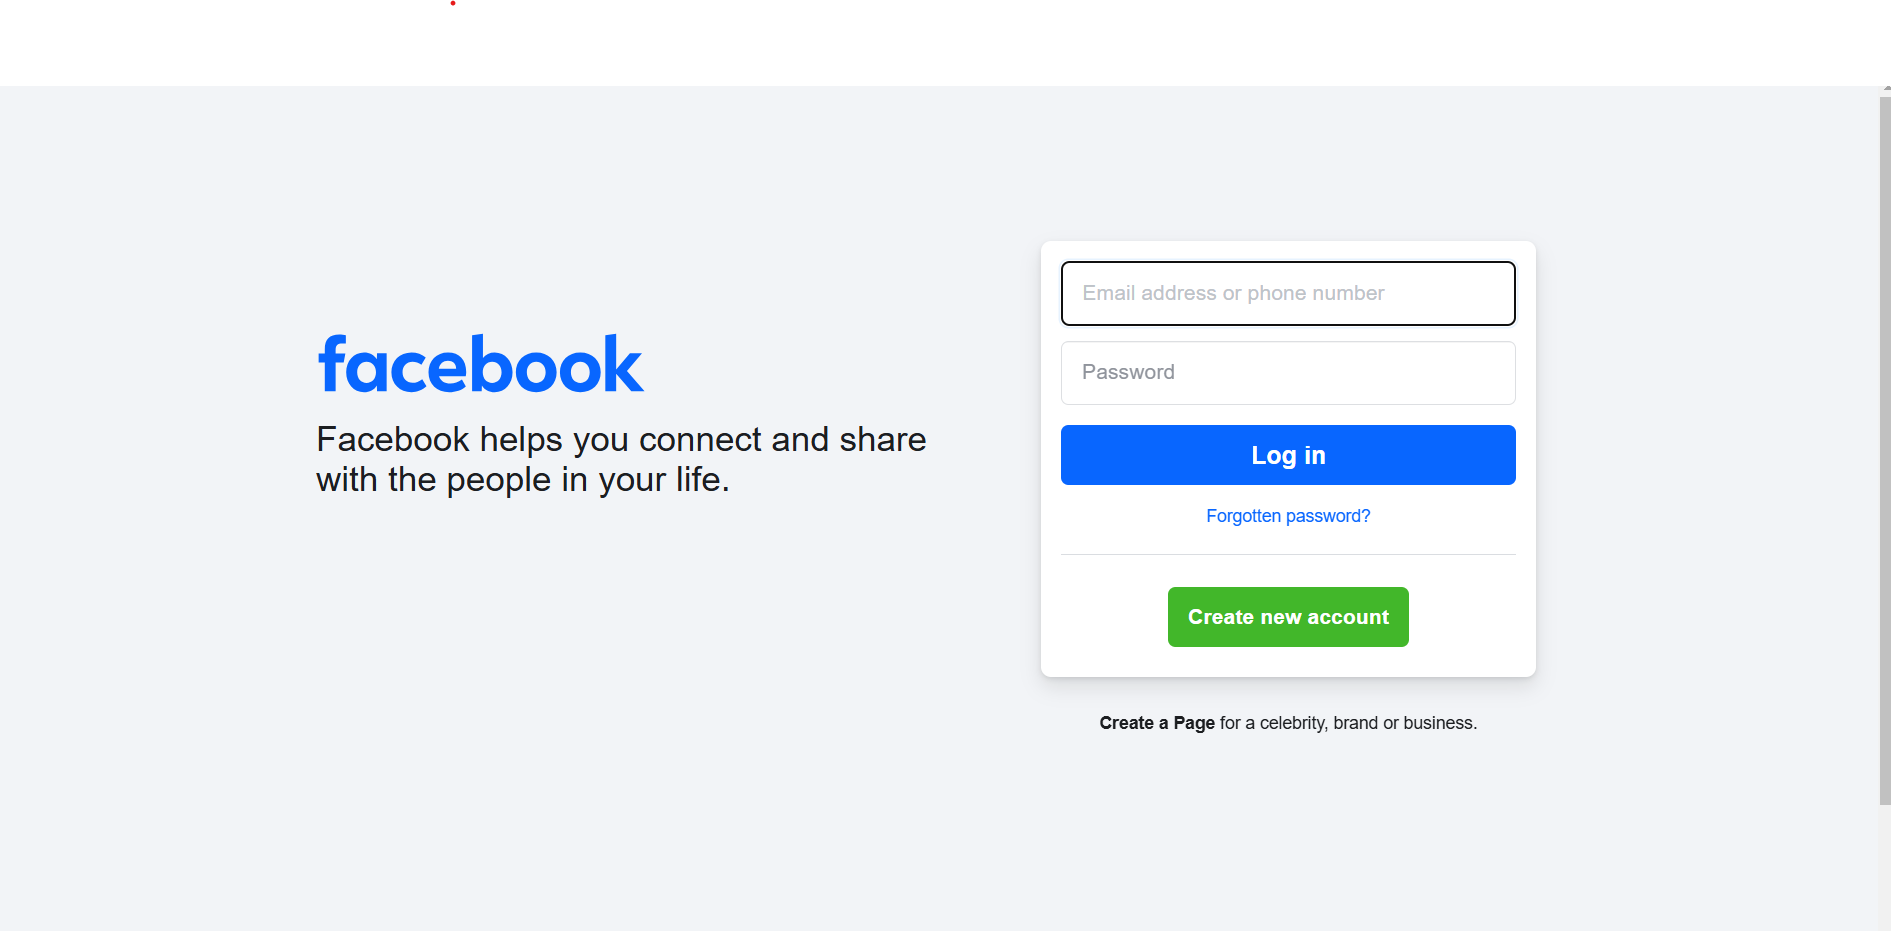 facebook
Facebook helps you connect and share
with the people in your life.
Email address or phone number
Password
Log in
Forgotten password?
Create new account
Create a Page for a celebrity, brand or business.